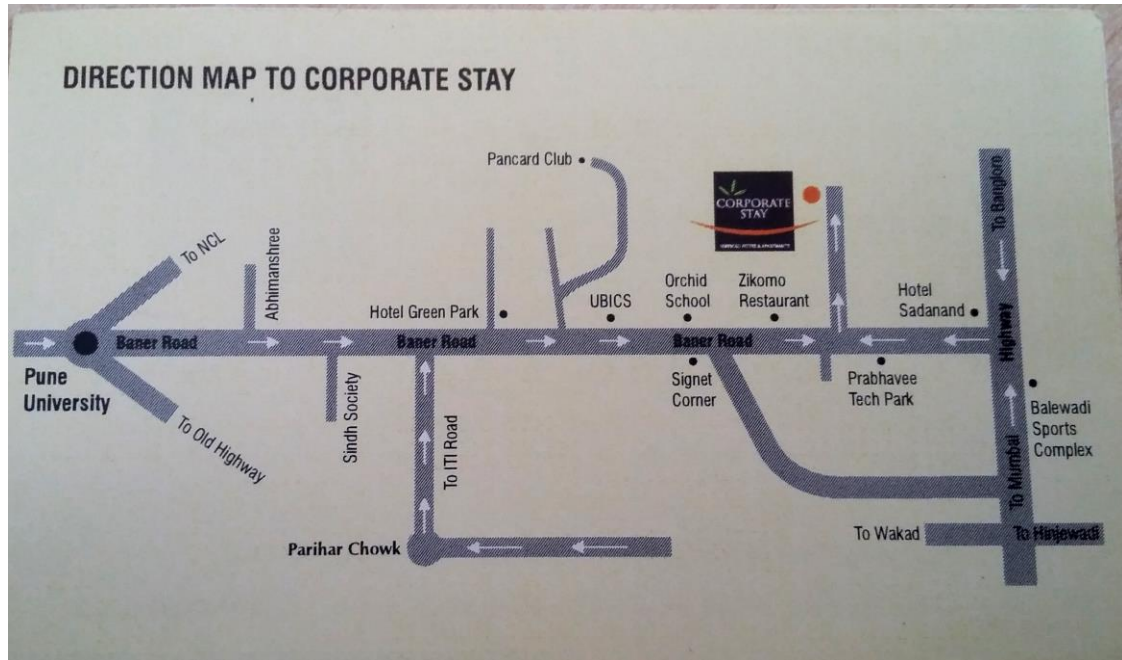 DIRECTION MAP TO CORPORATE STAY
Pancard Club
CORPORATE
STAY
To Banglore
To NCL
Abhimanshree
Hotel Green Park
UBICS
Orchid
School
Zikomo
Restaurant
Hotel
Sadanand
Baner Road
Baner Road
Baner Road
Highway
Pune
University
To Old Highway
Sindh Society
To ITI Road
Signet
Corner
Prabhavee
Tech Park
Balewadi
Sports
Complex
To Mumbai
Parihar Chowk
To Wakad
To Hinjewadi